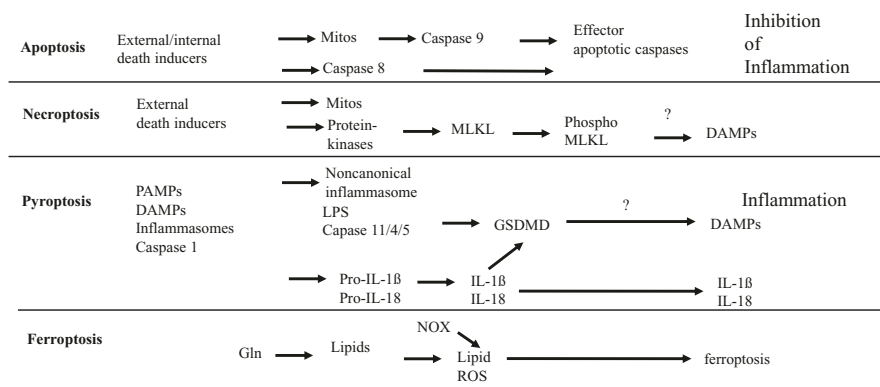 Apoptosis
External/internal
death inducers
Mitos
Caspase 9
Effector
apoptotic caspases
Inhibition
of
Inflammation
Caspase 8
Necroptosis
External
death inducers
Mitos
Protein-
kinases
MLKL
Phospho
MLKL
?
DAMPs
Pyroptosis
PAMPs
DAMPs
Inflammasomes
Caspase 1
Noncanonical
inflammasome
LPS
Capase 11/4/5
GSDMD
?
Inflammation
DAMPs
Pro-IL-1ß
Pro-IL-18
IL-1ß
IL-18
IL-1ß
IL-18
Ferroptosis
Gln
Lipids
NOX
Lipid
ROS
ferroptosis